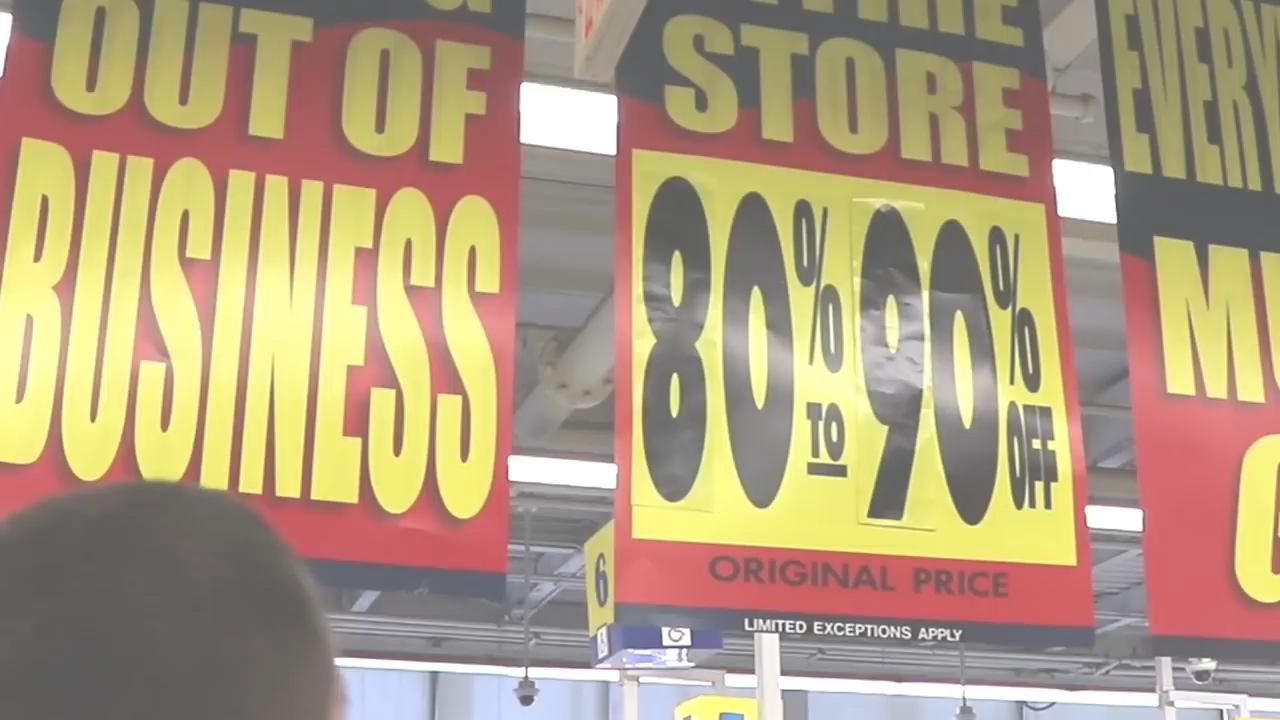 OUT OF
BUSINESS
STORE
80% TO 90% OFF
ORIGINAL PRICE
LIMITED EXCEPTIONS APPLY
6